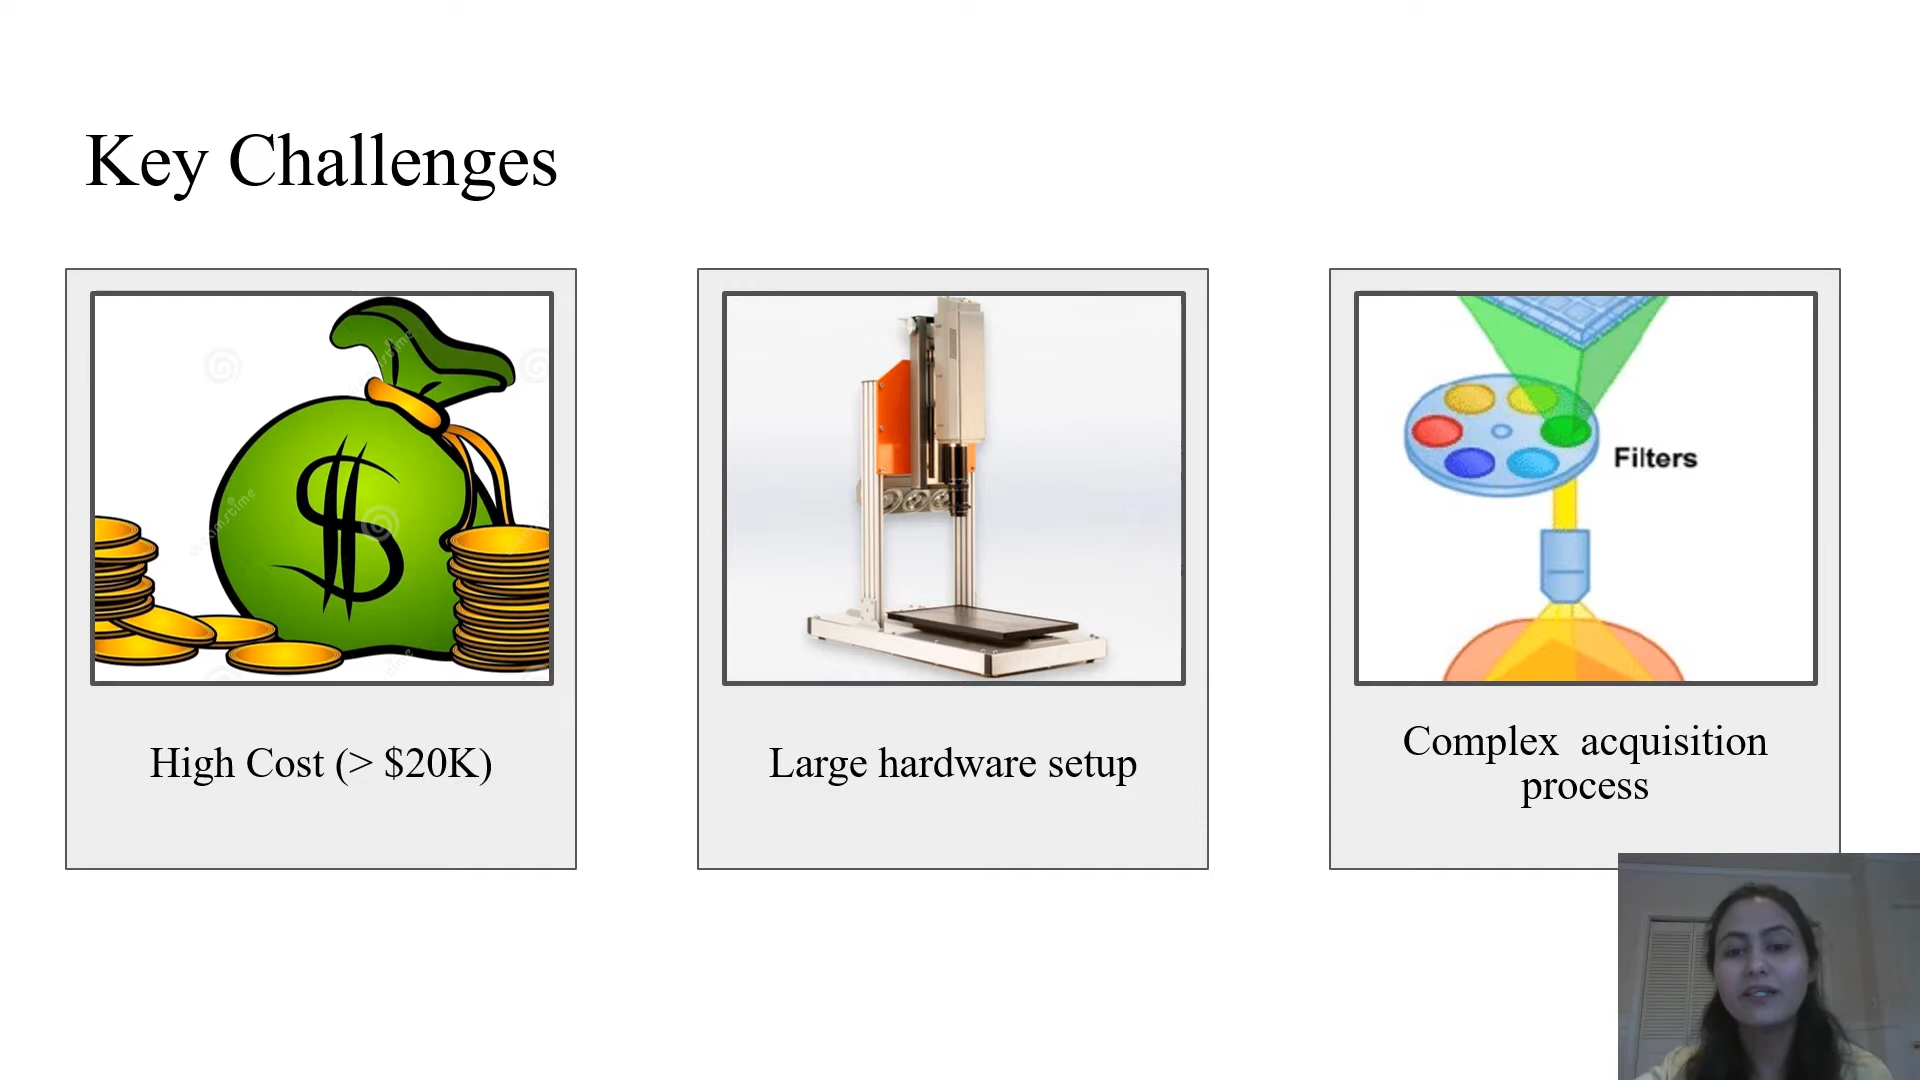 Key Challenges
Filters
High Cost (> $20K)
Large hardware setup
Complex acquisition
process